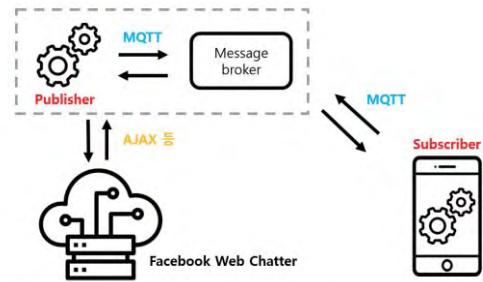 MQTT
Message
broker
Publisher
MQTT
AJAX 등
Subscriber
Facebook Web Chatter